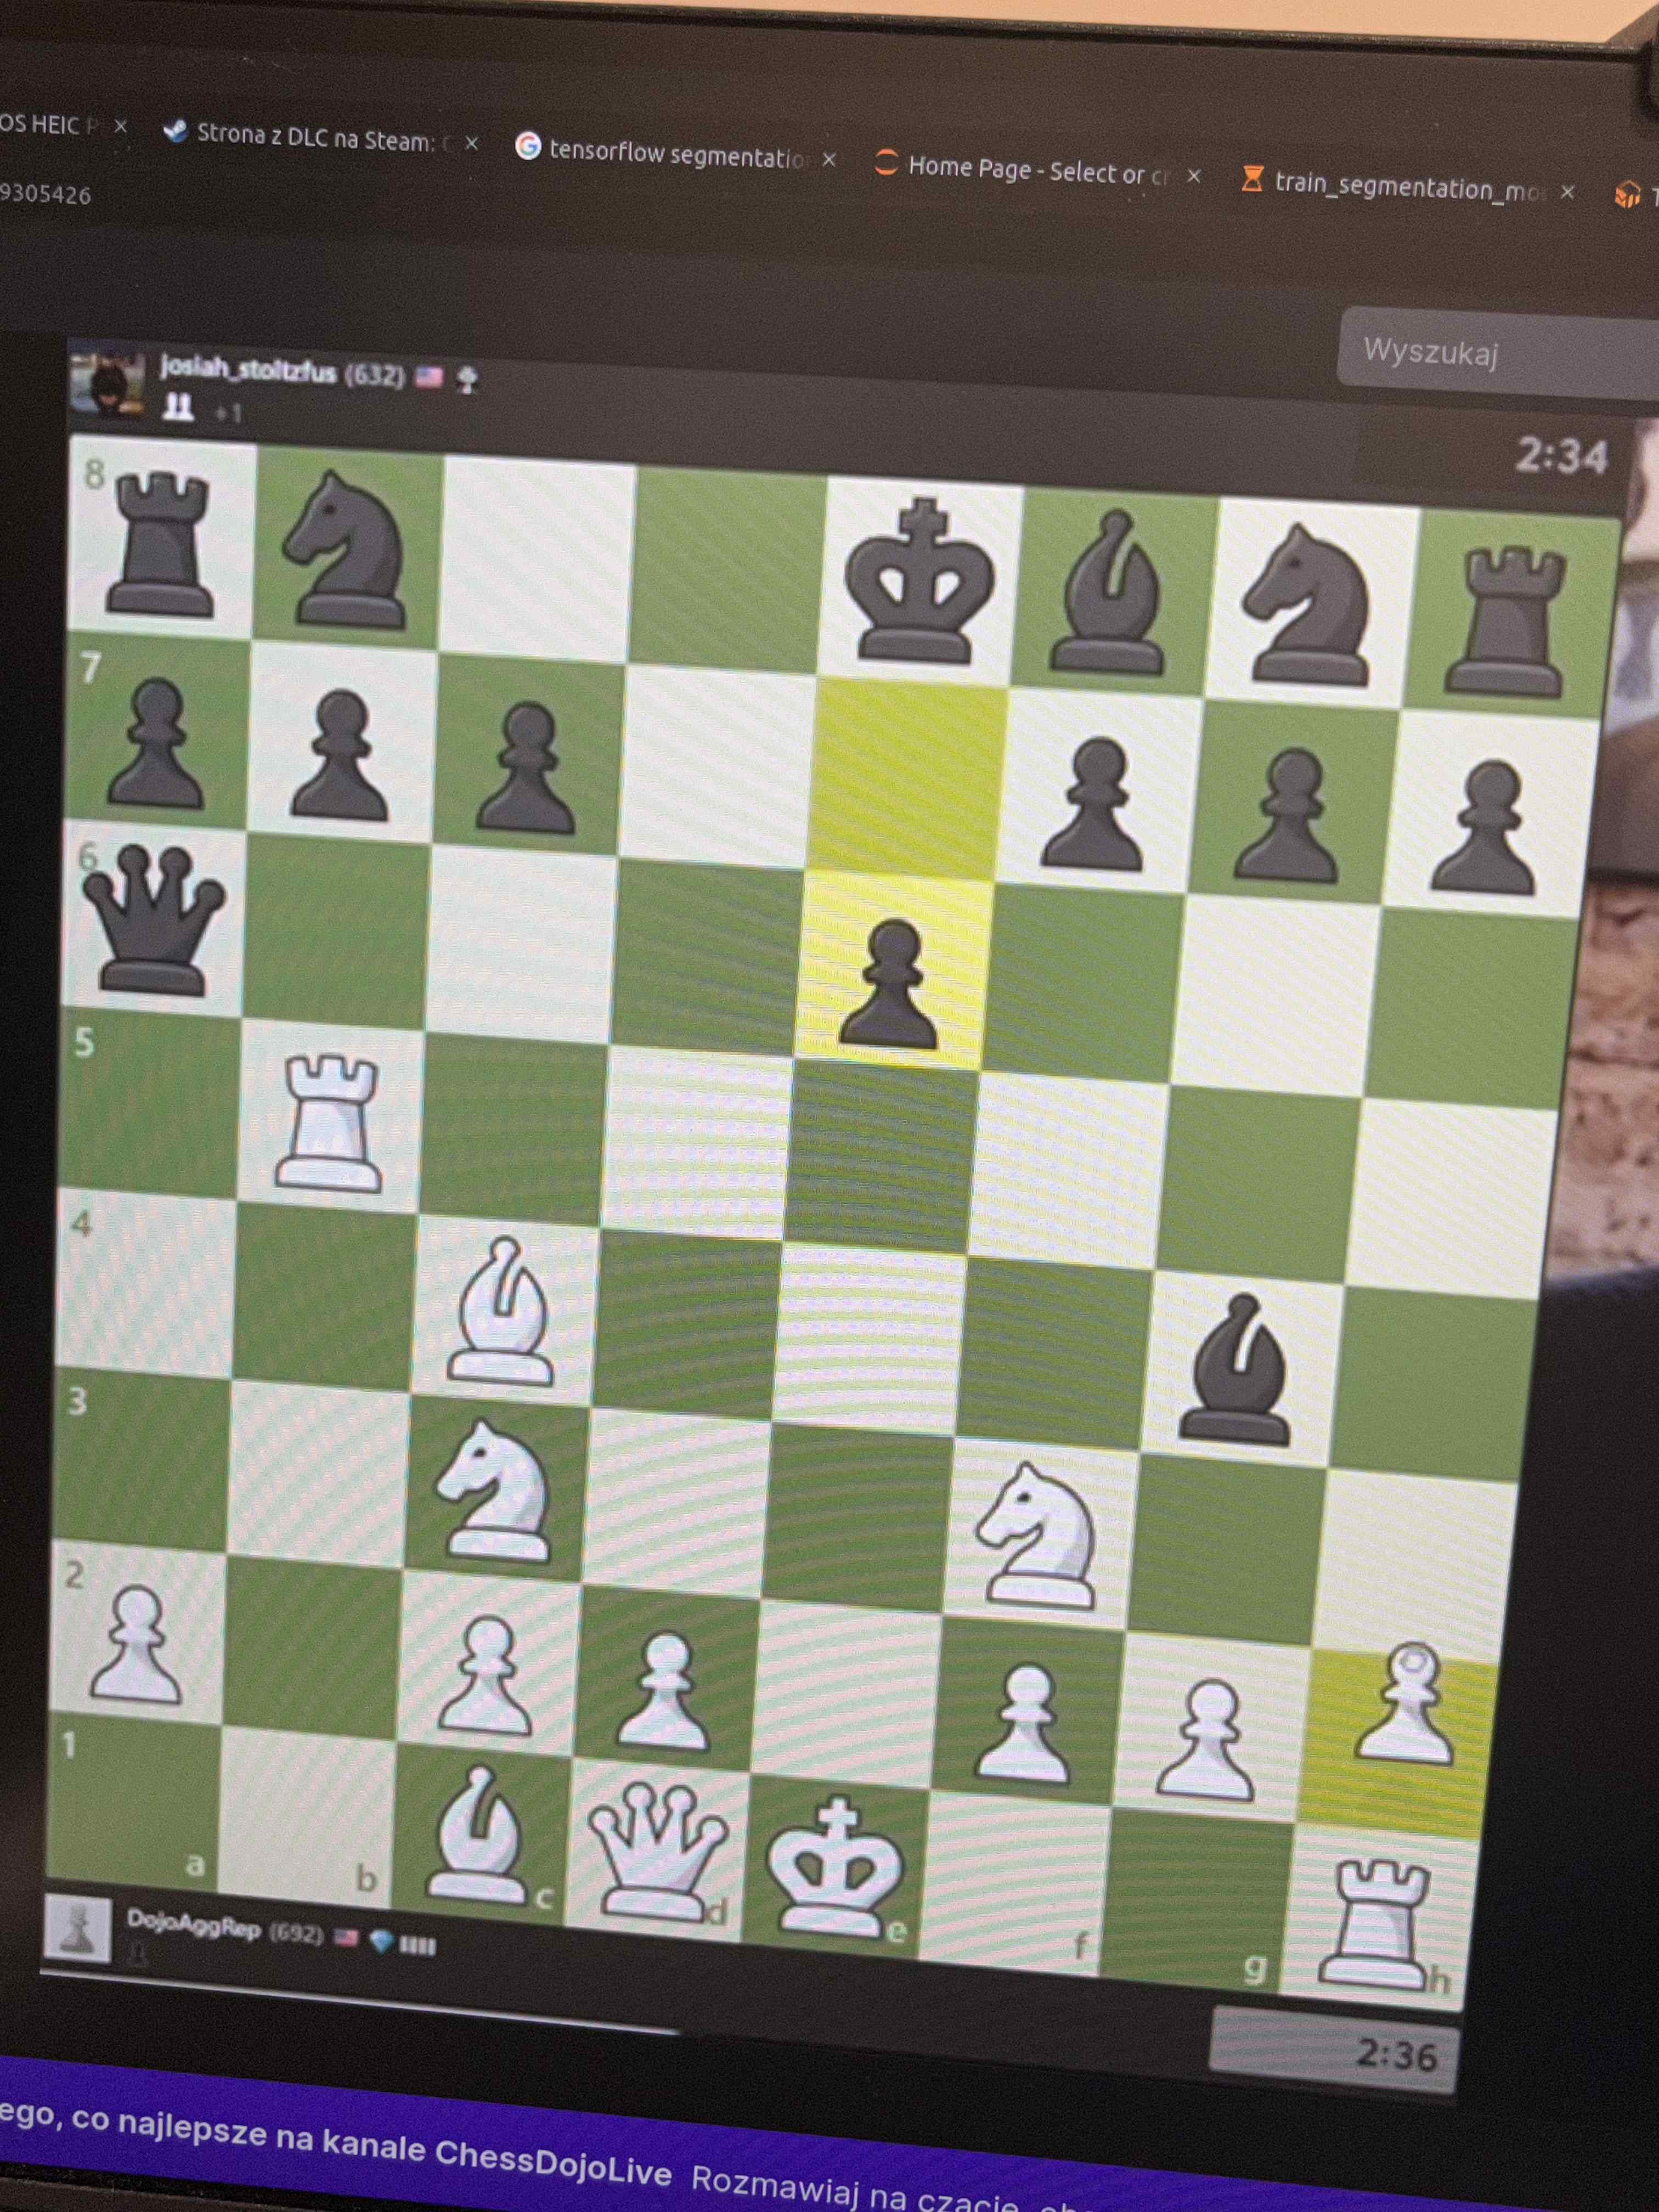 OS HEIC P
Strona z DLC na Steam:
tensorflow segmentatio
Home Page - Select or cr
train_segmentation_mo
9305426
Wyszukaj
josiah_stoltzfus (632)
+1
2:34
8
7
6
5
4
3
2
1
a
b
c
d
e
f
g
h
DojoAggRep (692)
2:36
ego, co najlepsze na kanale ChessDojoLive Rozmawiaj na czacie,